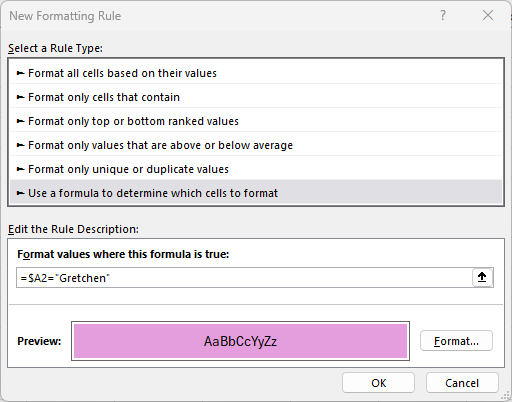 New Formatting Rule
Select a Rule Type:
► Format all cells based on their values
► Format only cells that contain
► Format only top or bottom ranked values
► Format only values that are above or below average
► Format only unique or duplicate values
► Use a formula to determine which cells to format
Edit the Rule Description:
Format values where this formula is true:
=$A2="Gretchen"
Preview: AaBbCcYyZz Format...
OK Cancel